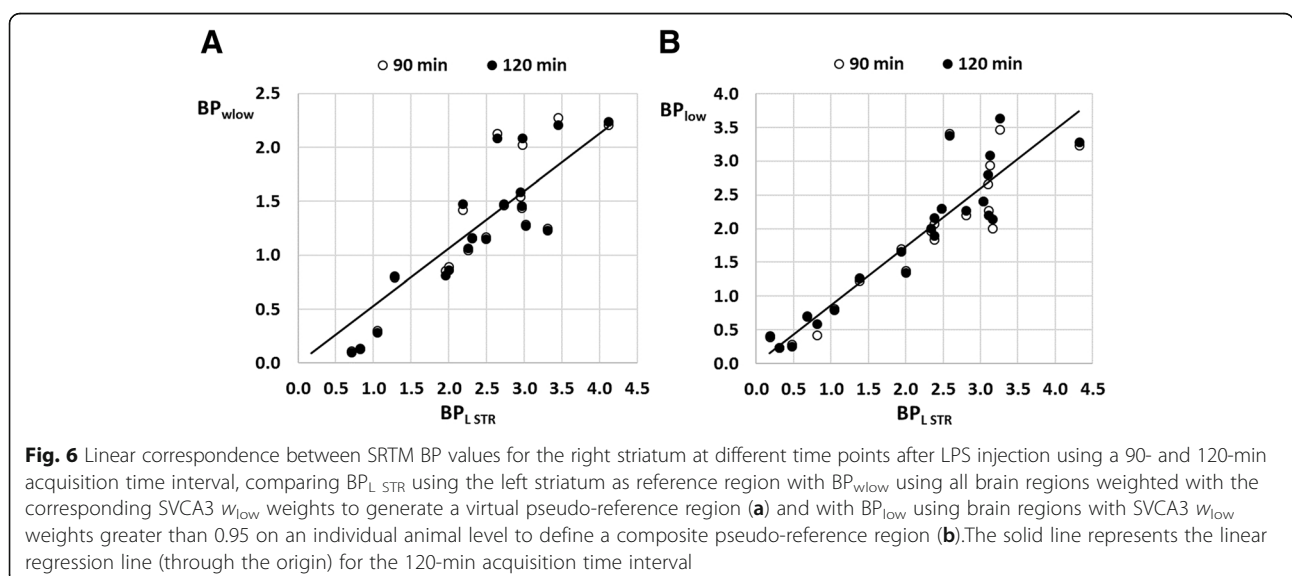 A
B
○ 90 min ● 120 min
○ 90 min ● 120 min
BPwlow
2.5
2.0
1.5
1.0
0.5
0.0
0.0 0.5 1.0 1.5 2.0 2.5 3.0 3.5 4.0 4.5
BPL STR
BPlow
4.0
3.5
3.0
2.5
2.0
1.5
1.0
0.5
0.0
0.0 0.5 1.0 1.5 2.0 2.5 3.0 3.5 4.0 4.5
BPL STR
Fig. 6 Linear correspondence between SRTM BP values for the right striatum at different time points after LPS injection using a 90- and 120-min
acquisition time interval, comparing BPL STR using the left striatum as reference region with BPwlow using all brain regions weighted with the
corresponding SVCA3 wlow weights to generate a virtual pseudo-reference region (a) and with BPlow using brain regions with SVCA3 wlow
weights greater than 0.95 on an individual animal level to define a composite pseudo-reference region (b).The solid line represents the linear
regression line (through the origin) for the 120-min acquisition time interval